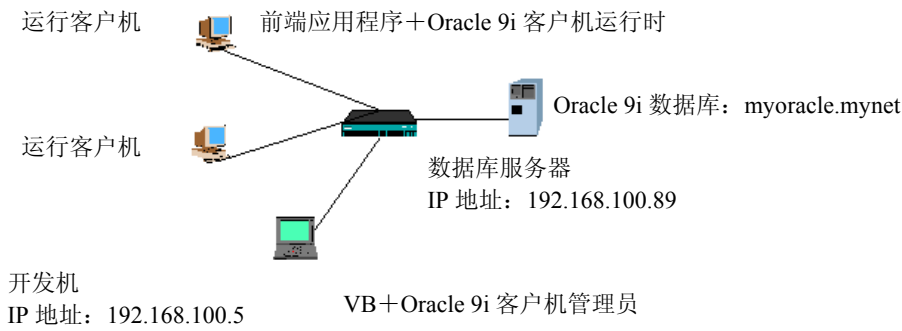 运行客户机
前端应用程序＋Oracle 9i 客户机运行时
Oracle 9i 数据库：myoracle.mynet
运行客户机
数据库服务器
IP 地址：192.168.100.89
开发机
IP 地址：192.168.100.5
VB＋Oracle 9i 客户机管理员